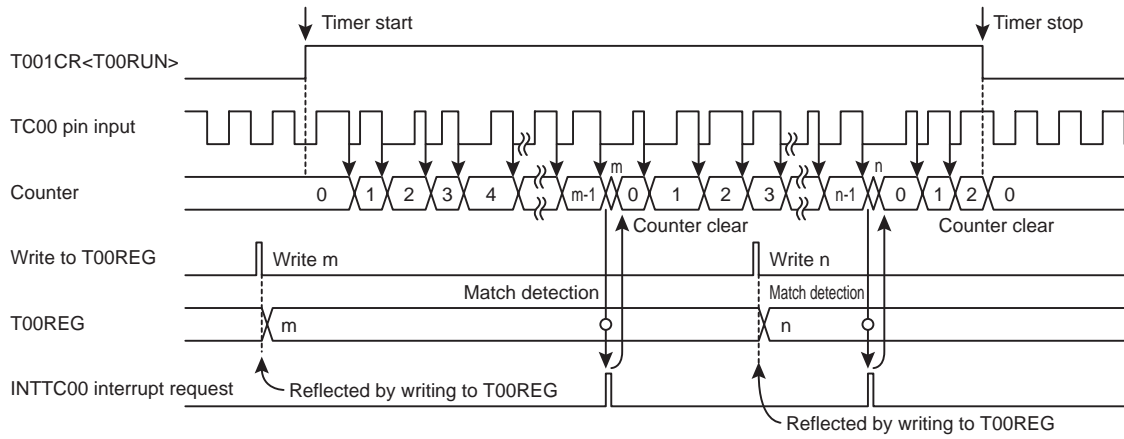 Timer start
Timer stop
T001CR<T00RUN>
TC00 pin input
m
n
Counter
0 1 2 3 4 m-1 0 1 2 3 n-1 0 1 2 0
Counter clear
Counter clear
Write to T00REG
Write m
Write n
Match detection
Match detection
T00REG
m
n
INTTC00 interrupt request
Reflected by writing to T00REG
Reflected by writing to T00REG